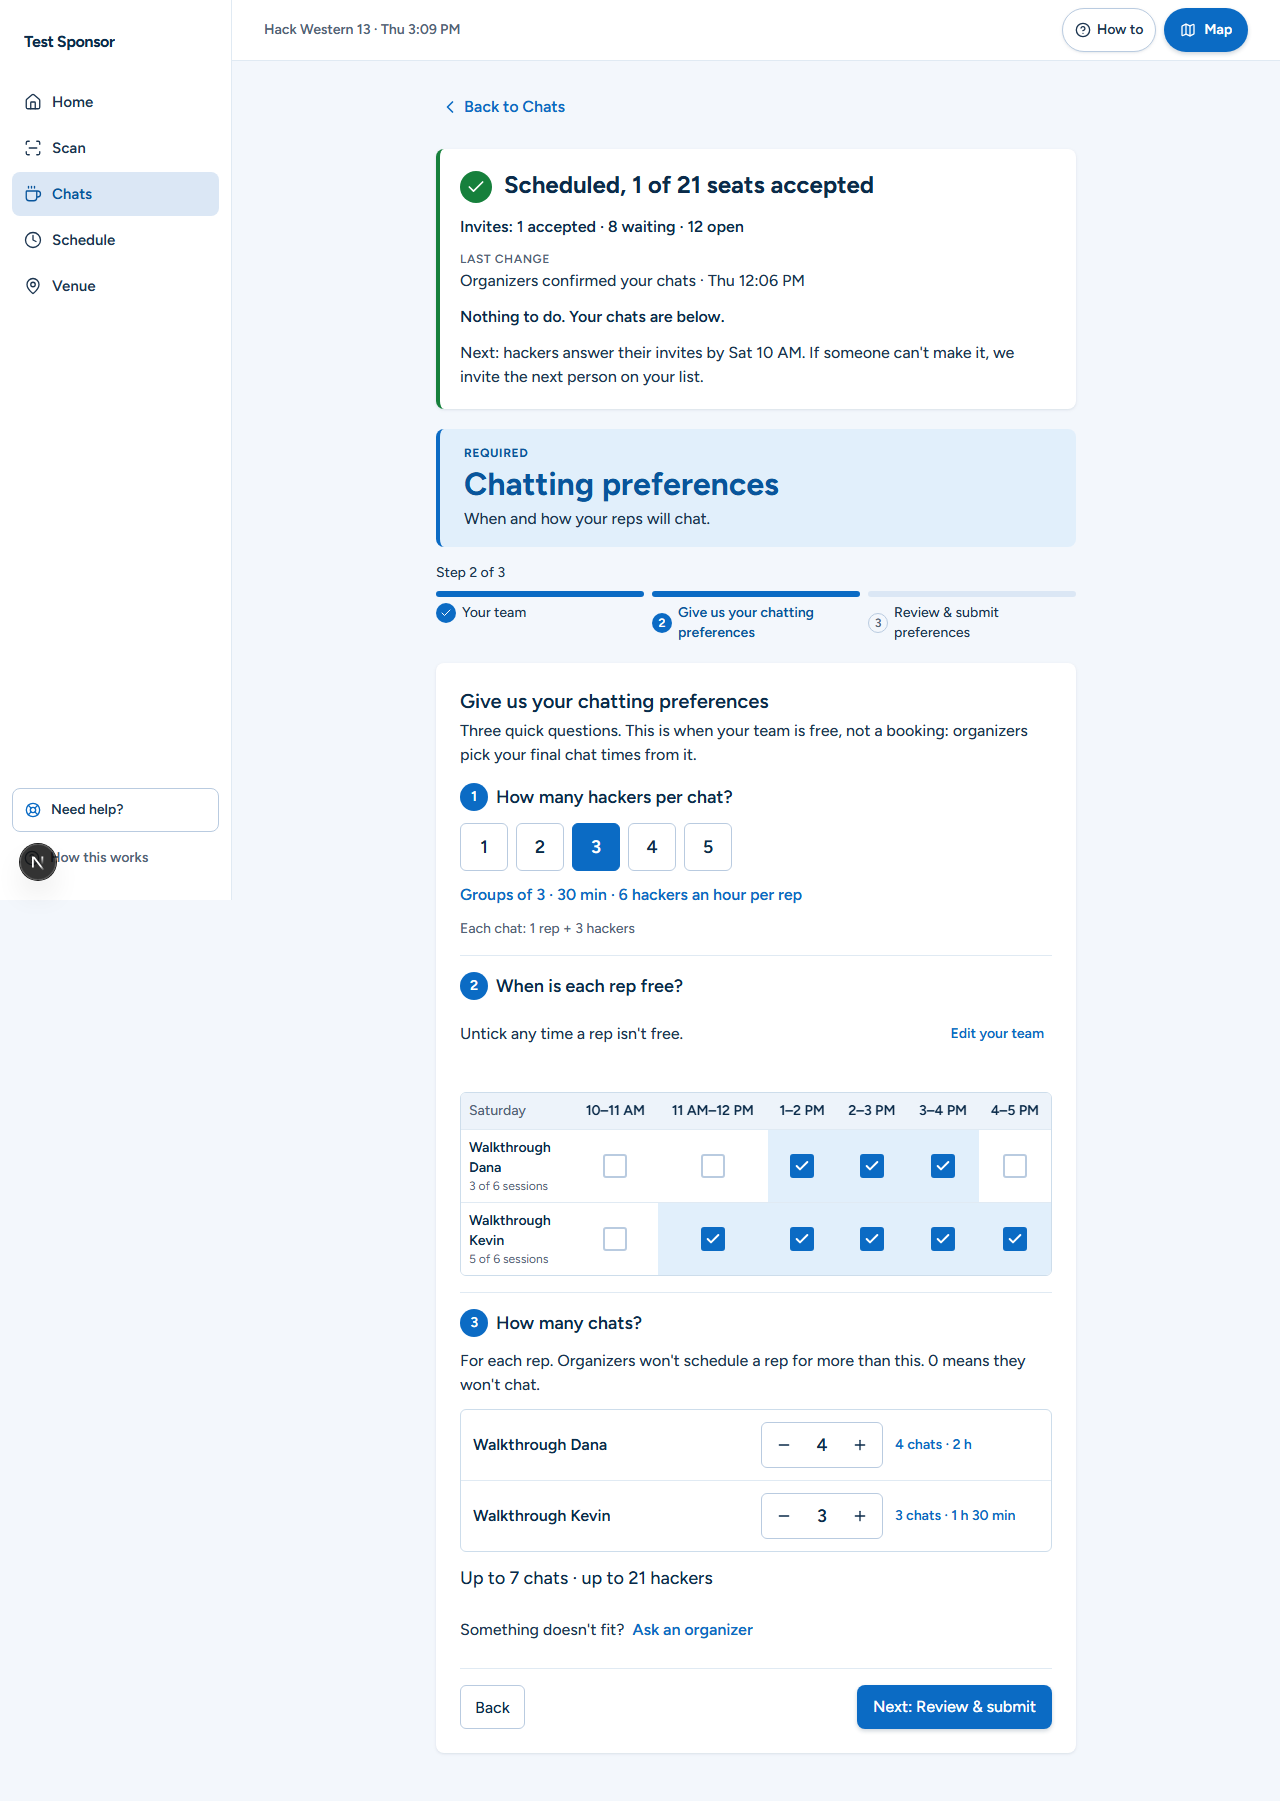 Test Sponsor
Home
Scan
Chats
Schedule
Venue
Need help?
How this works
N
Hack Western 13 · Thu 3:09 PM
How to
Map
Back to Chats
Scheduled, 1 of 21 seats accepted
Invites: 1 accepted · 8 waiting · 12 open
LAST CHANGE
Organizers confirmed your chats · Thu 12:06 PM
Nothing to do. Your chats are below.
Next: hackers answer their invites by Sat 10 AM. If someone can't make it, we
invite the next person on your list.
REQUIRED
Chatting preferences
When and how your reps will chat.
Step 2 of 3
Your team
2 Give us your chatting
preferences
3 Review & submit
preferences
Give us your chatting preferences
Three quick questions. This is when your team is free, not a booking: organizers
pick your final chat times from it.
1 How many hackers per chat?
1 2 3 4 5
Groups of 3 · 30 min · 6 hackers an hour per rep
Each chat: 1 rep + 3 hackers
2 When is each rep free?
Untick any time a rep isn't free. Edit your team
Saturday 10–11 AM 11 AM–12 PM 1–2 PM 2–3 PM 3–4 PM 4–5 PM
Walkthrough
Dana
3 of 6 sessions
Walkthrough
Kevin
5 of 6 sessions
3 How many chats?
For each rep. Organizers won't schedule a rep for more than this. 0 means they
won't chat.
Walkthrough Dana − 4 + 4 chats · 2 h
Walkthrough Kevin − 3 + 3 chats · 1 h 30 min
Up to 7 chats · up to 21 hackers
Something doesn't fit? Ask an organizer
Back Next: Review & submit